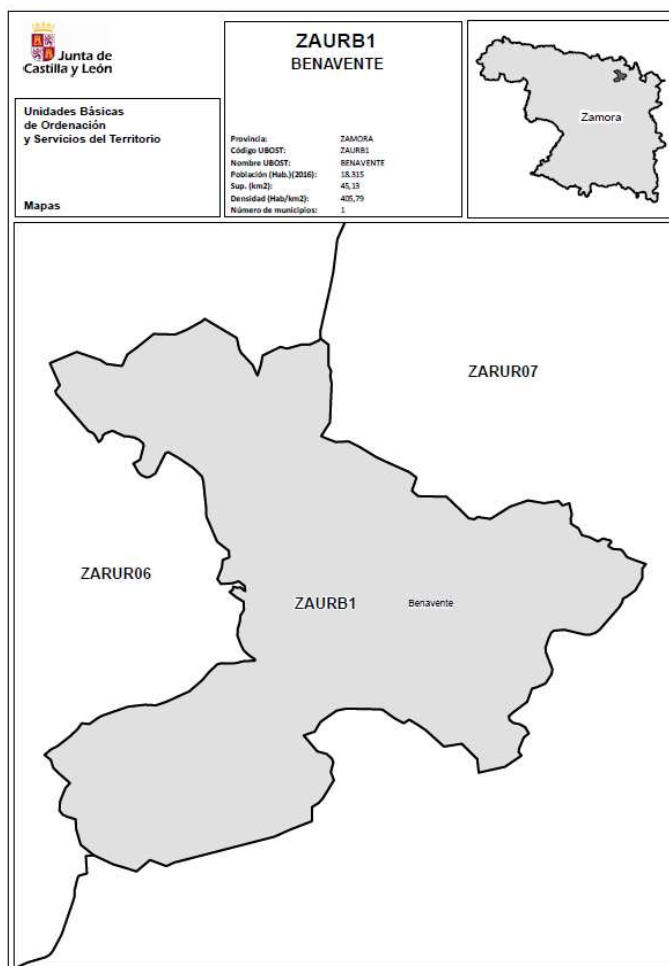 Junta de
Castilla y León
Unidades Básicas
de Ordenación
y Servicios del Territorio
Mapas
ZAURB1
BENAVENTE
Provincia: ZAMORA
Código UBOST: ZAURB1
Nombre UBOST: BENAVENTE
Población (Hab.)(2016): 18.315
Sup. (km2): 45,13
Densidad (Hab/km2): 405,79
Número de municipios: 1
Zamora
ZARUR07
ZARUR06
ZAURB1
Benavente